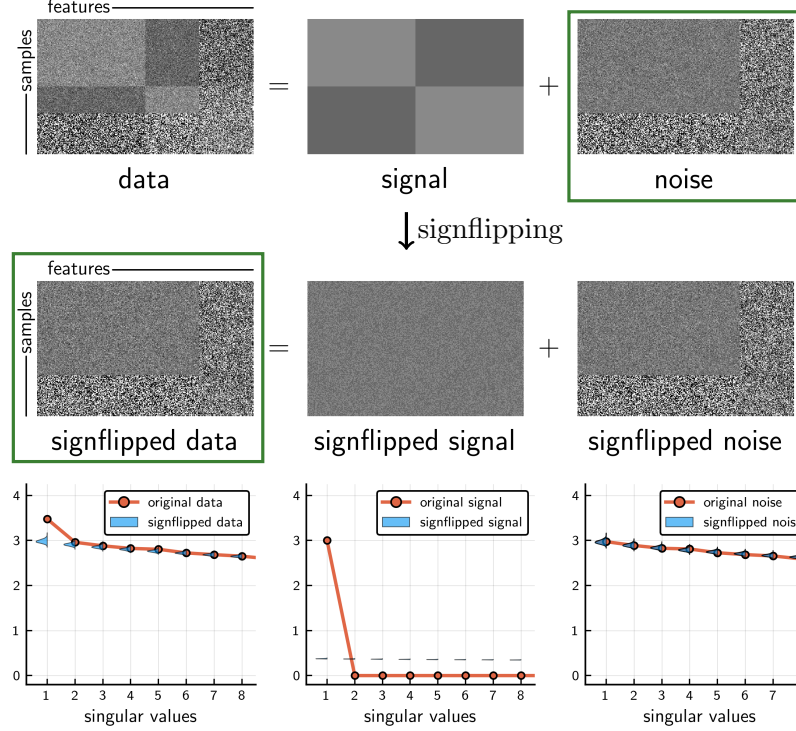 features
samples
=
+
data
signal
noise
signflipping
features
samples
=
+
signflipped data
signflipped signal
signflipped noise
4
3
2
1
0
original data
signflipped data
1 2 3 4 5 6 7 8
singular values
4
3
2
1
0
original signal
signflipped signal
1 2 3 4 5 6 7 8
singular values
4
3
2
1
0
original noise
signflipped nois
1 2 3 4 5 6 7
singular values